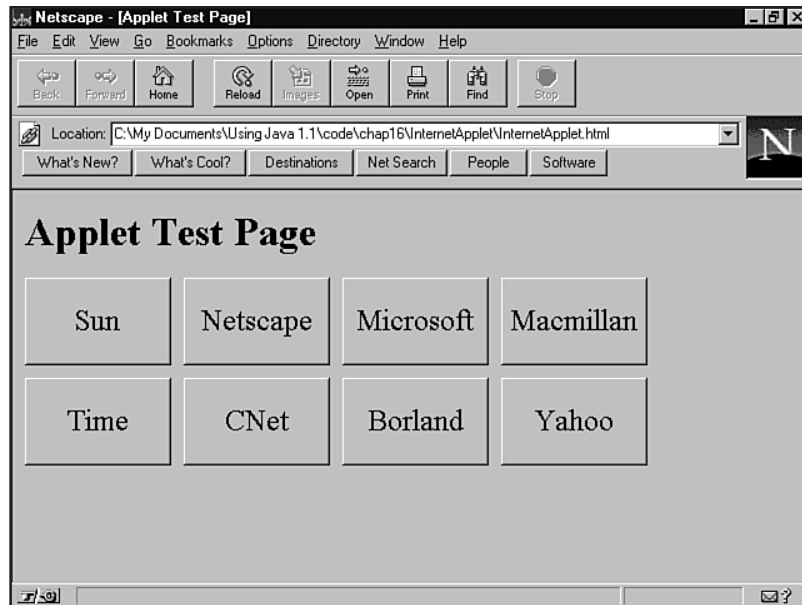 Netscape - [Applet Test Page]
File Edit View Go Bookmarks Options Directory Window Help
Back Forward Home Reload Images Open Print Find Stop
Location: C:\My Documents\Using Java 1.1\code\chap16\InternetApplet\InternetApplet.html
N
What's New? What's Cool? Destinations Net Search People Software
Applet Test Page
Sun Netscape Microsoft Macmillan
Time CNet Borland Yahoo
?